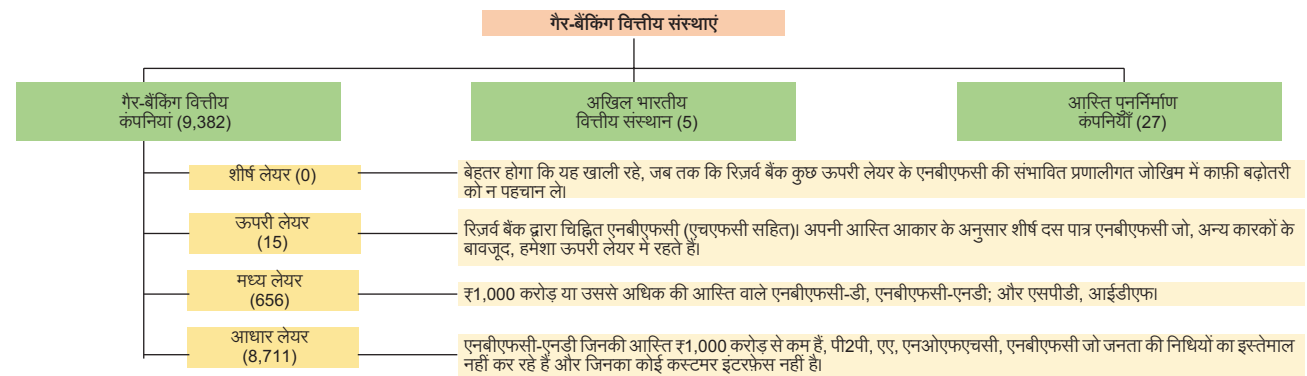 गैर-बैंकिंग वित्तीय संस्थाएं
गैर-बैंकिंग वित्तीय
कंपनियां (9,382)
अखिल भारतीय
वित्तीय संस्थान (5)
आस्ति पुनर्निर्माण
कंपनियाँ (27)
शीर्ष लेयर (0)
बेहतर होगा कि यह खाली रहे, जब तक कि रिज़र्व बैंक कुछ ऊपरी लेयर के एनबीएफसी की संभावित प्रणालीगत जोखिम में काफ़ी बढ़ोतरी
को न पहचान ले।
ऊपरी लेयर
(15)
रिज़र्व बैंक द्वारा चिह्नित एनबीएफसी (एचएफसी सहित)। अपनी आस्ति आकार के अनुसार शीर्ष दस पात्र एनबीएफसी जो, अन्य कारकों के
बावजूद, हमेशा ऊपरी लेयर में रहते हैं।
मध्य लेयर
(656)
₹1,000 करोड़ या उससे अधिक की आस्ति वाले एनबीएफसी-डी, एनबीएफसी-एनडी; और एसपीडी, आईडीएफ।
आधार लेयर
(8,711)
एनबीएफसी-एनडी जिनकी आस्ति ₹1,000 करोड़ से कम हैं, पी2पी, एए, एनओएफएचसी, एनबीएफसी जो जनता की निधियों का इस्तेमाल
नहीं कर रहे हैं और जिनका कोई कस्टमर इंटरफ़ेस नहीं है।